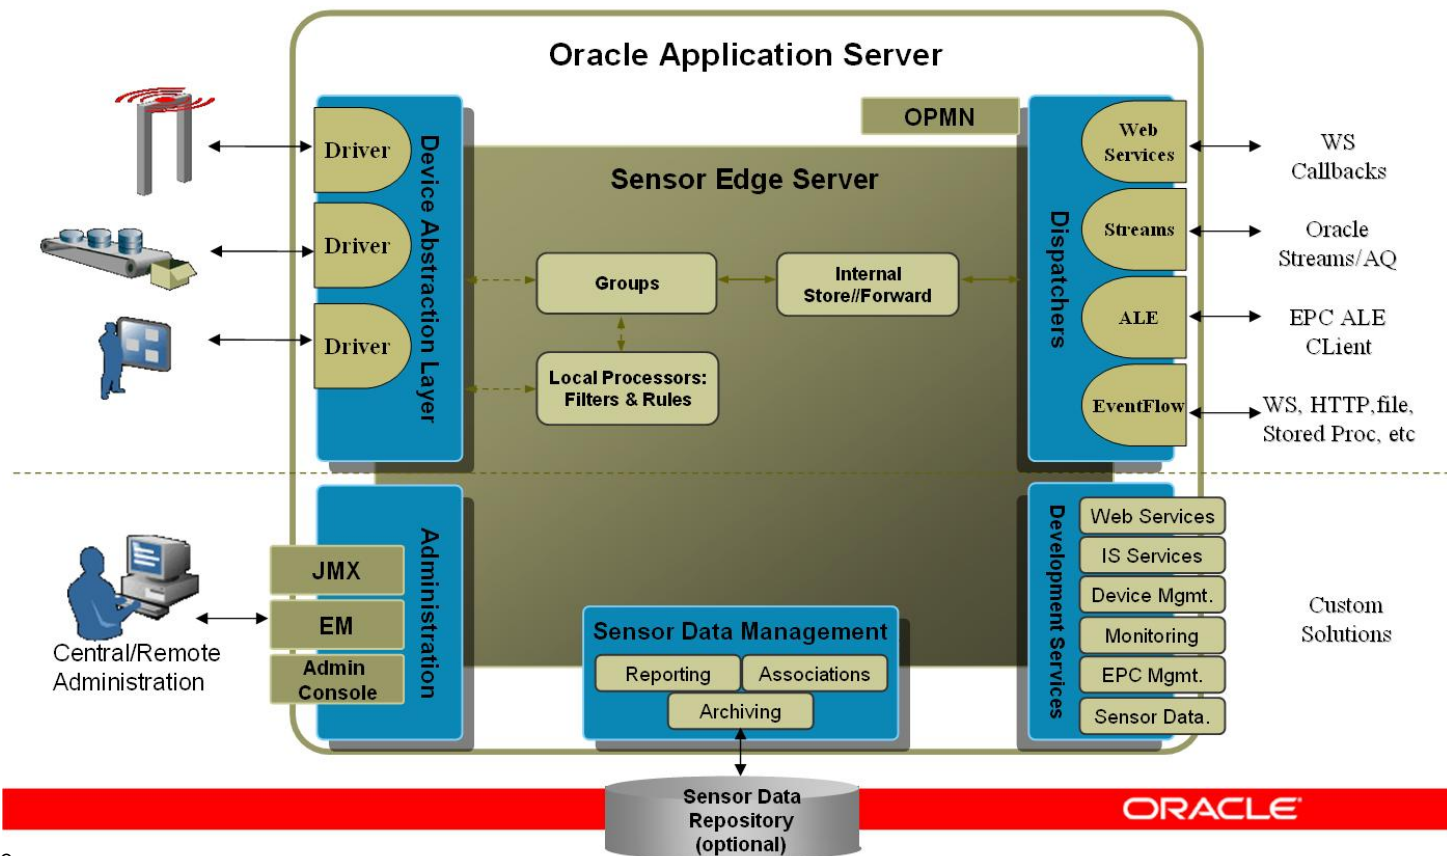 Oracle Application Server
OPMN
Sensor Edge Server
Driver
Driver
Driver
Device Abstraction Layer
Groups
Internal
Store//Forward
Local Processors:
Filters & Rules
Dispatchers
Web
Services
Streams
ALE
EventFlow
WS
Callbacks
Oracle
Streams/AQ
EPC ALE
CLient
WS, HTTP,file,
Stored Proc, etc
Central/Remote
Administration
JMX
EM
Admin
Console
Administration
Sensor Data Management
Reporting
Associations
Archiving
Development Services
Web Services
IS Services
Device Mgmt.
Monitoring
EPC Mgmt.
Sensor Data.
Custom
Solutions
Sensor Data
Repository
(optional)
ORACLE